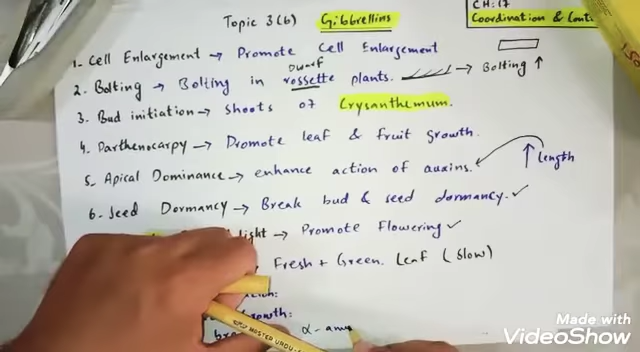 CH:17
Topic 3(b) Gibbrellins
Coordination & Cont
1. Cell Enlargement → Promote Cell Enlargement
Dwarf
2. Bolting → Bolting in rossette plants. → Bolting ↑
3. Bud initiation → shoots of Crysanthemum.
4. Parthenocarpy → Promote leaf & fruit growth.
5. Apical Dominance → enhance action of auxins. ↑ length
6. Seed Dormancy → Break bud & seed dormancy. ✓
light → Promote Flowering ✓
Fresh + Green Leaf (Slow)
α-amy
Made with
VideoShow